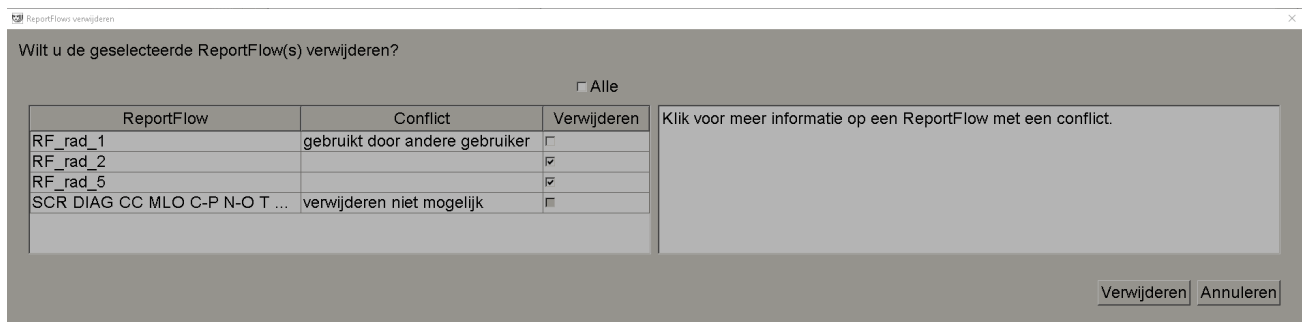 ReportFlows verwijderen
Wilt u de geselecteerde ReportFlow(s) verwijderen?
Alle
ReportFlow Conflict Verwijderen
RF_rad_1 gebruikt door andere gebruiker
RF_rad_2
RF_rad_5
SCR DIAG CC MLO C-P N-O T ... verwijderen niet mogelijk
Klik voor meer informatie op een ReportFlow met een conflict.
Verwijderen Annuleren